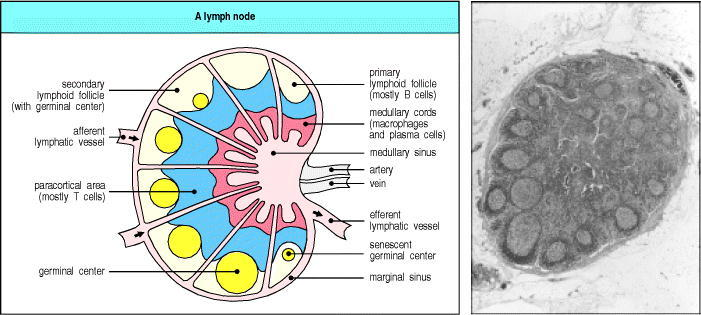 A lymph node
secondary
lymphoid follicle
(with germinal center)
afferent
lymphatic vessel
paracortical area
(mostly T cells)
germinal center
primary
lymphoid follicle
(mostly B cells)
medullary cords
(macrophages
and plasma cells)
medullary sinus
artery
vein
efferent
lymphatic vessel
senescent
germinal center
marginal sinus